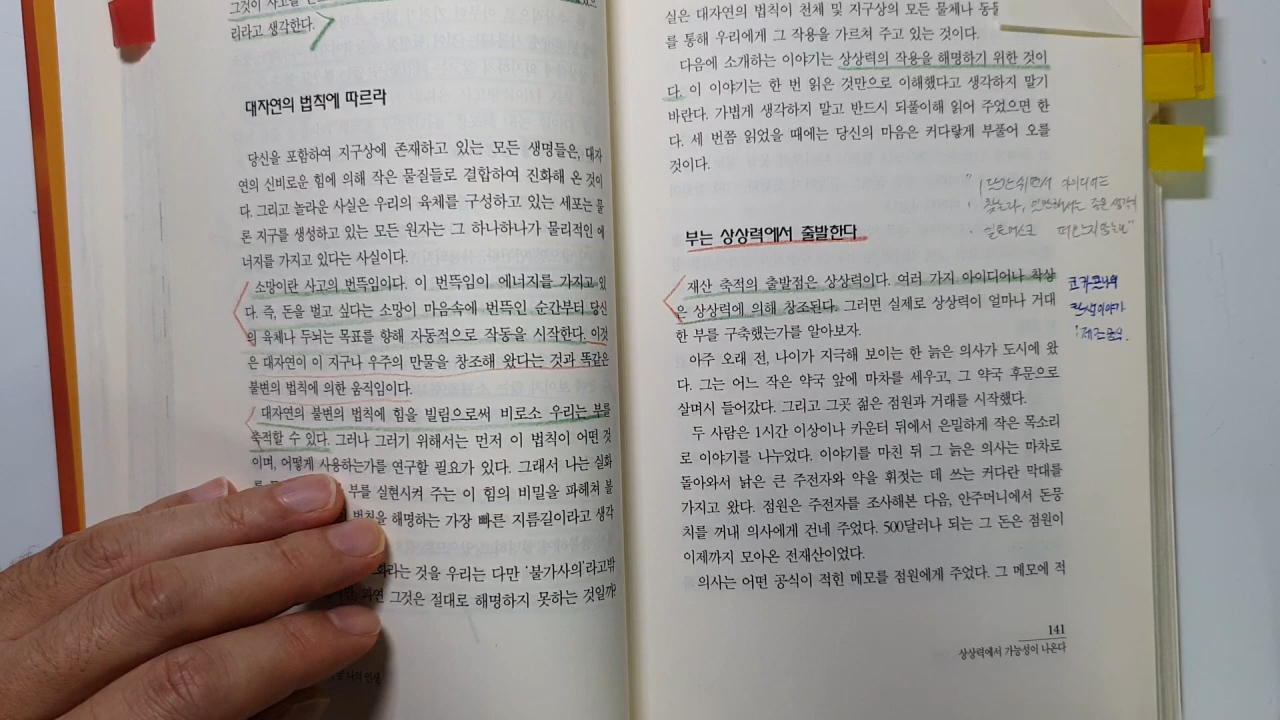 리라고 생각한다.
대자연의 법칙에 따르라
당신을 포함하여 지구상에 존재하고 있는 모든 생명들은, 대자
연의 신비로운 힘에 의해 작은 물질들로 결합하여 진화해 온 것이
다. 그리고 놀라운 사실은 우리의 육체를 구성하고 있는 세포는 물
론 지구를 생성하고 있는 모든 원자는 그 하나하나가 물리적인 에
너지를 가지고 있다는 사실이다.
소망이란 사고의 번뜩임이다. 이 번뜩임이 에너지를 가지고 있
다. 즉, 돈을 벌고 싶다는 소망이 마음속에 번뜩인 순간부터 당신
의 육체나 두뇌는 목표를 향해 자동적으로 작동을 시작한다. 이것
은 대자연이 이 지구나 우주의 만물을 창조해 왔다는 것과 똑같은
불변의 법칙에 의한 움직임이다.
대자연의 불변의 법칙에 힘을 빌림으로써 비로소 우리는 부를
축적할 수 있다. 그러나 그러기 위해서는 먼저 이 법칙이 어떤 것
이며, 어떻게 사용하는가를 연구할 필요가 있다. 그래서 나는 실화
부를 실현시켜 주는 이 힘의 비밀을 파헤쳐 볼
법칙을 해명하는 가장 빠른 지름길이라고 생각
화라는 것을 우리는 다만 '불가사의'라고밖
과연 그것은 절대로 해명하지 못하는 것일까?
나의 인생
실은 대자연의 법칙이 천체 및 지구상의 모든 물체나 동물
를 통해 우리에게 그 작용을 가르쳐 주고 있는 것이다.
다음에 소개하는 이야기는 상상력의 작용을 해명하기 위한 것이
다. 이 이야기는 한 번 읽은 것만으로 이해했다고 생각하지 말기
바란다. 가볍게 생각하지 말고 반드시 되풀이해 읽어 주었으면 한
다. 세 번쯤 읽었을 때에는 당신의 마음은 커다랗게 부풀어 오를
것이다.
부는 상상력에서 출발한다
재산 축적의 출발점은 상상력이다. 여러 가지 아이디어나 착상
은 상상력에 의해 창조된다. 그러면 실제로 상상력이 얼마나 거대
한 부를 구축했는가를 알아보자.
아주 오래 전, 나이가 지극해 보이는 한 늙은 의사가 도시에 왔
다. 그는 어느 작은 약국 앞에 마차를 세우고, 그 약국 후문으로
살며시 들어갔다. 그리고 그곳 젊은 점원과 거래를 시작했다.
두 사람은 1시간 이상이나 카운터 뒤에서 은밀하게 작은 목소리
로 이야기를 나누었다. 이야기를 마친 뒤 그 늙은 의사는 마차로
돌아와서 낡은 큰 주전자와 약을 휘젓는 데 쓰는 커다란 막대를
가지고 왔다. 점원은 주전자를 조사해본 다음, 안주머니에서 돈뭉
치를 꺼내 의사에게 건네 주었다. 500달러나 되는 그 돈은 점원이
이제까지 모아온 전재산이었다.
의사는 어떤 공식이 적힌 메모를 점원에게 주었다. 그 메모에 적
141
상상력에서 가능성이 나온다